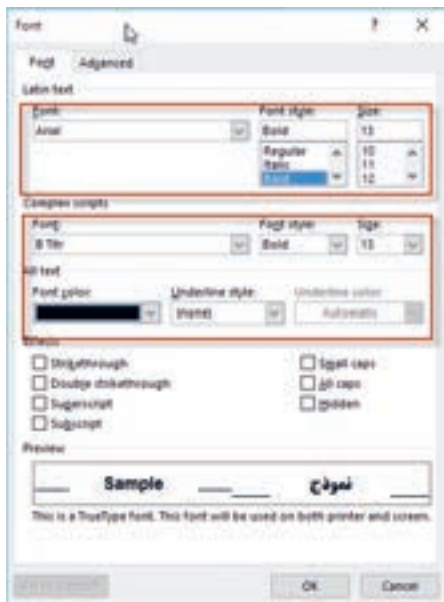 Font ? ×
Font Advanced
Latin text
Font: Font style: Size:
Arial Bold 13
Regular 10
Italic 11
Bold 12
Complex scripts
Font: Font style: Size:
B Titr Bold 13
All text
Font color: Underline style: Underline color:
(none) Automatic
Effects
Strikethrough Small caps
Double strikethrough All caps
Superscript Hidden
Subscript
Preview
Sample نموذج
This is a TrueType font. This font will be used on both printer and screen.
OK Cancel